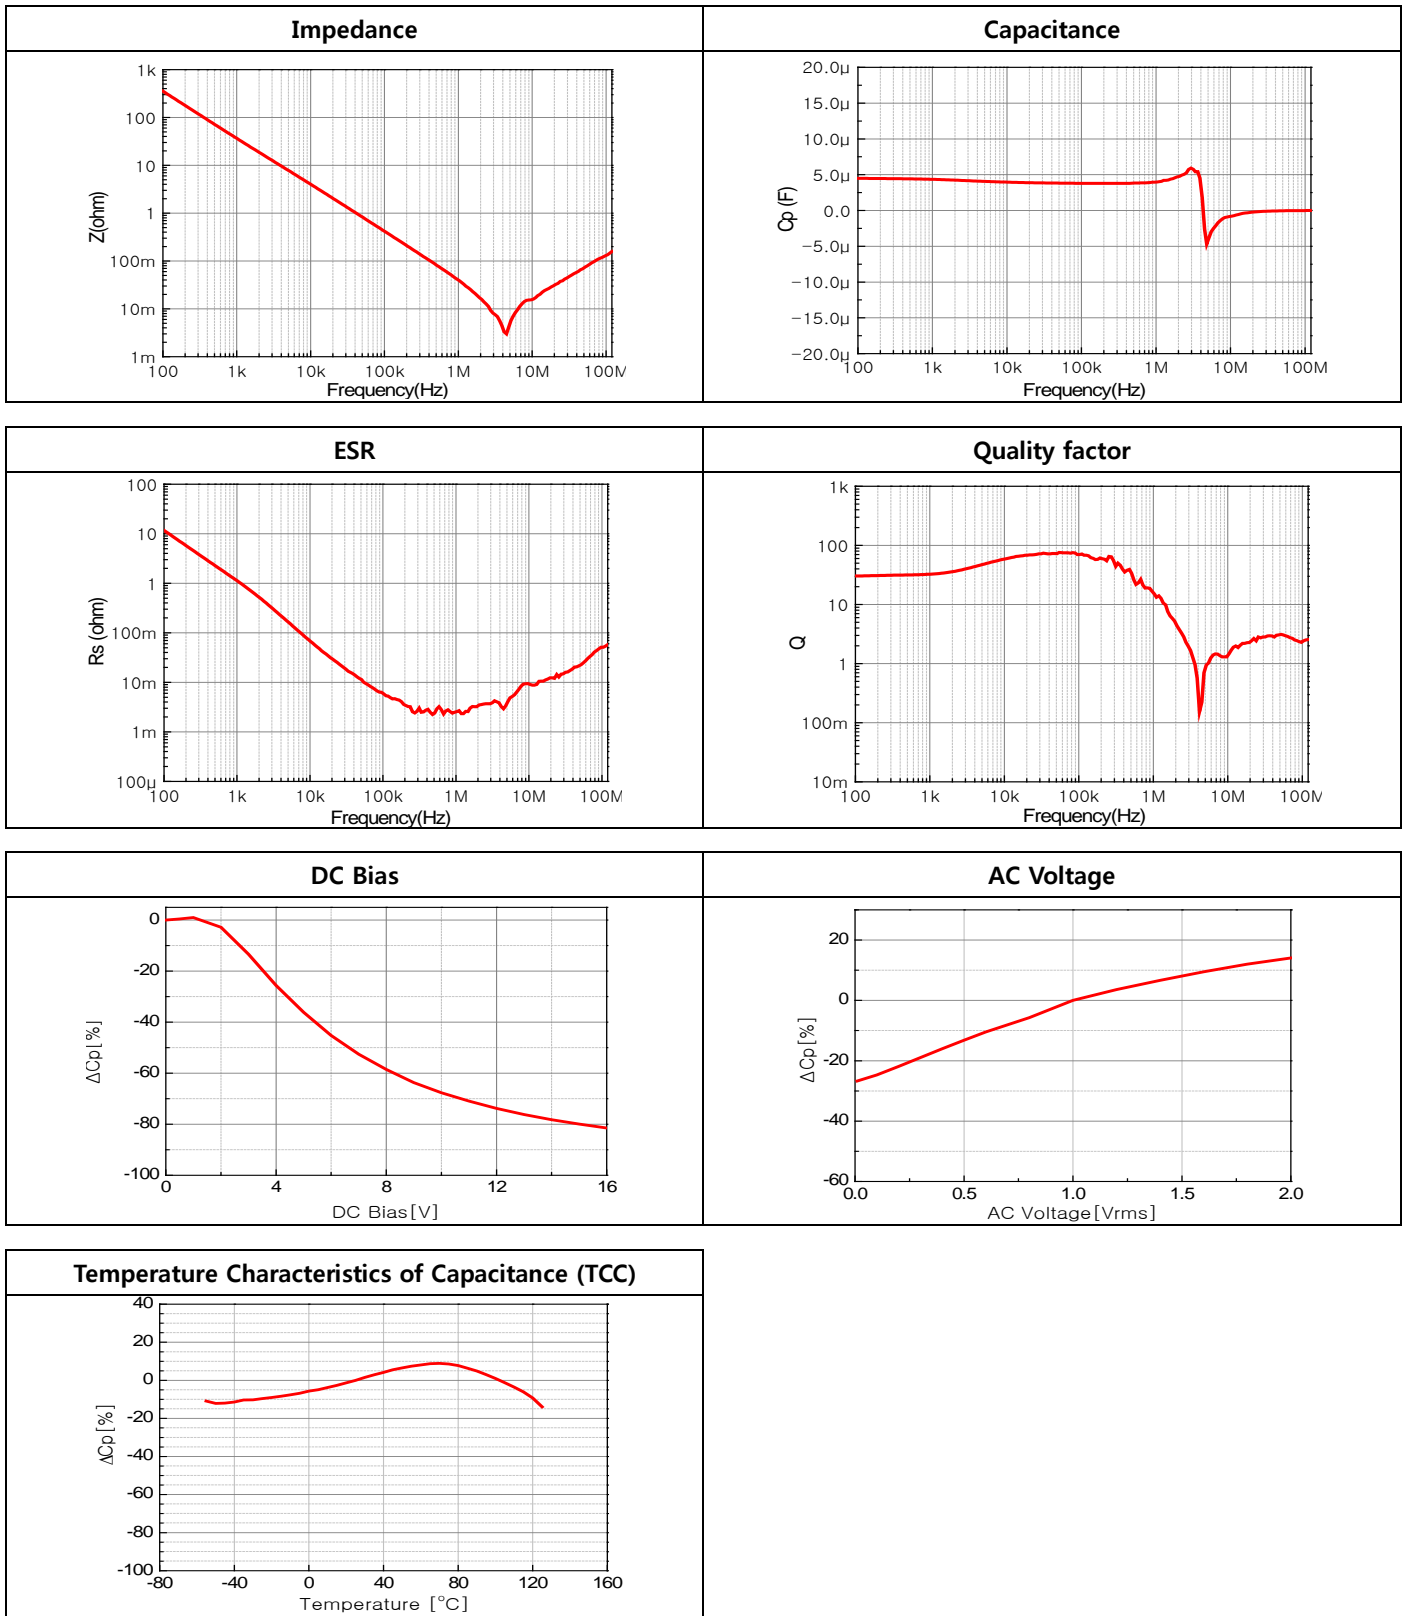 Impedance
Capacitance
1k
100
10
1
100m
10m
1m
Z(ohm)
100 1k 10k 100k 1M 10M 100M
Frequency(Hz)
20.0μ
15.0μ
10.0μ
5.0μ
0.0
−5.0μ
−10.0μ
−15.0μ
−20.0μ
Cp (F)
100 1k 10k 100k 1M 10M 100M
Frequency(Hz)
ESR
Quality factor
100
10
1
100m
10m
1m
100μ
Rs (ohm)
100 1k 10k 100k 1M 10M 100M
Frequency(Hz)
1k
100
10
1
100m
10m
Q
100 1k 10k 100k 1M 10M 100M
Frequency(Hz)
DC Bias
AC Voltage
0
-20
-40
-60
-80
-100
ΔCp[%]
0 4 8 12 16
DC Bias[V]
20
0
-20
-40
-60
ΔCp[%]
0.0 0.5 1.0 1.5 2.0
AC Voltage[Vrms]
Temperature Characteristics of Capacitance (TCC)
40
20
0
-20
-40
-60
-80
-100
ΔCp[%]
-80 -40 0 40 80 120 160
Temperature [°C]